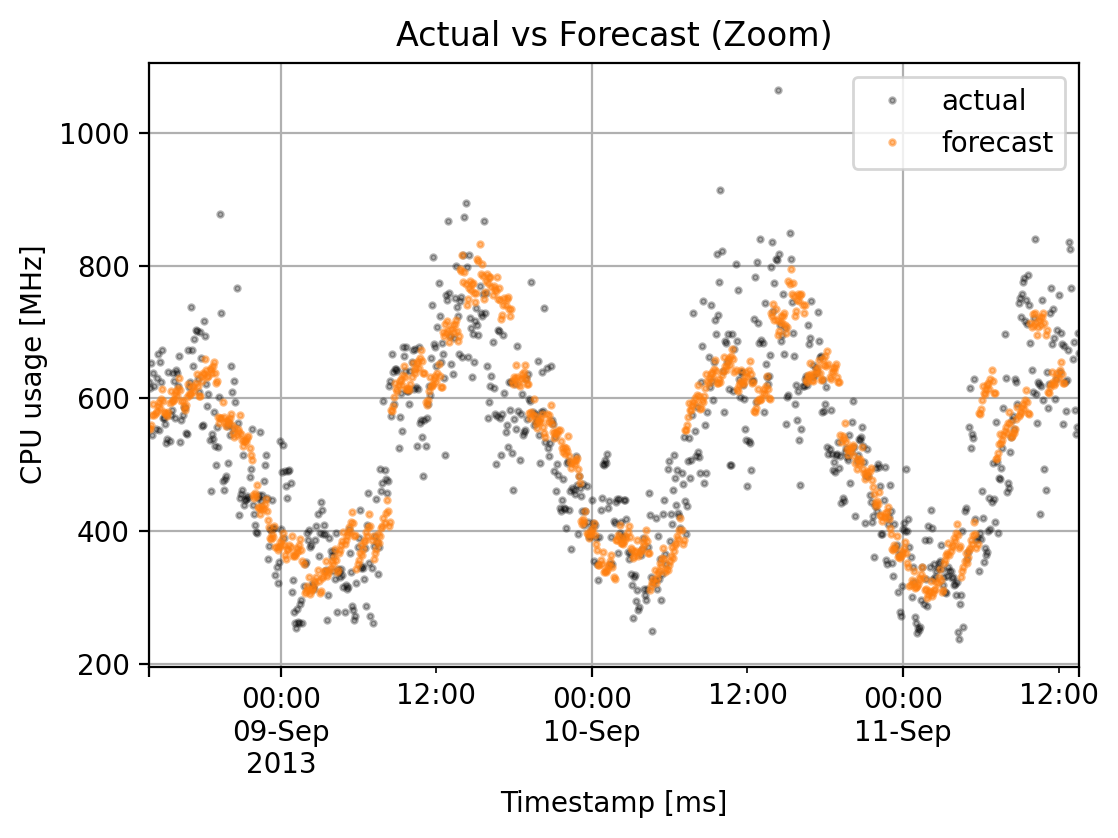 Actual vs Forecast (Zoom)
actual
forecast
CPU usage [MHz]
1000
800
600
400
200
00:00 12:00 00:00 12:00 00:00 12:00
09-Sep 10-Sep 11-Sep
2013
Timestamp [ms]